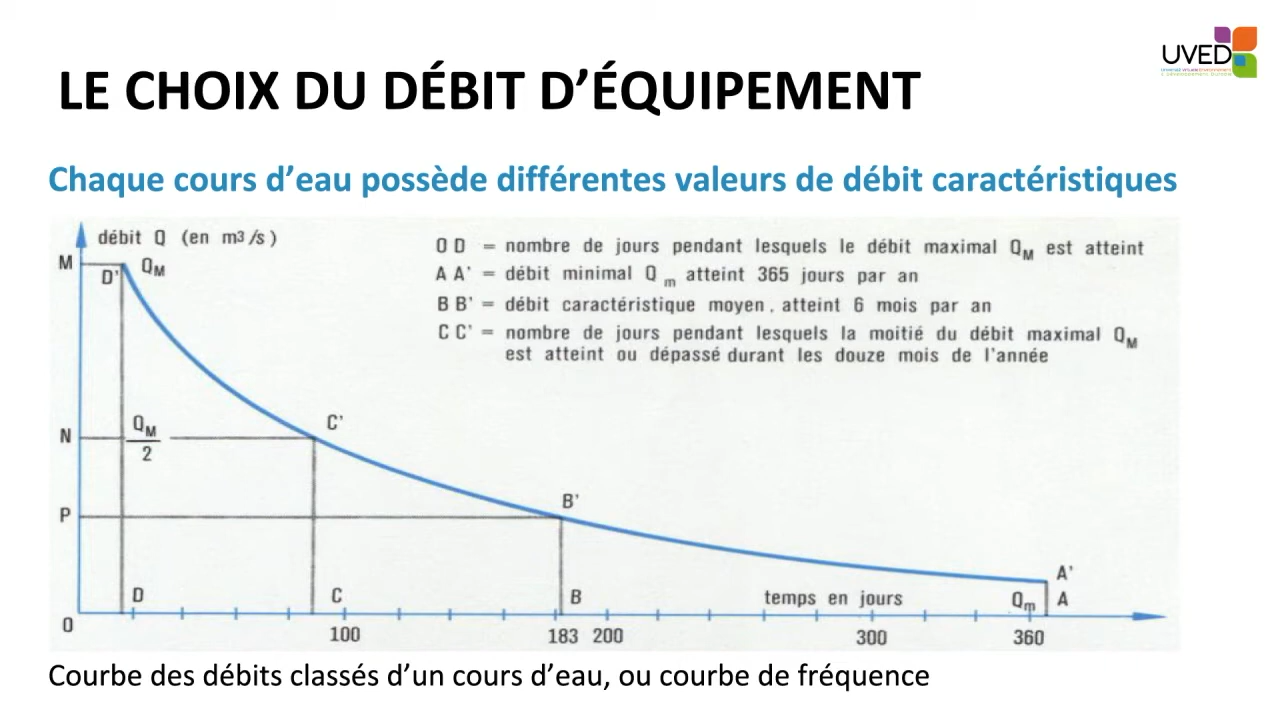 UVED
LE CHOIX DU DÉBIT D’ÉQUIPEMENT
Chaque cours d’eau possède différentes valeurs de débit caractéristiques
débit Q (en m3/s)
O D = nombre de jours pendant lesquels le débit maximal QM est atteint
A A' = débit minimal Qm atteint 365 jours par an
B B' = débit caractéristique moyen, atteint 6 mois par an
C C' = nombre de jours pendant lesquels la moitié du débit maximal QM
est atteint ou dépassé durant les douze mois de l'année
M
D'
QM
N
QM
2
C'
P
B'
A'
D
C
B
temps en jours
Qm
A
O
100
183
200
300
360
Courbe des débits classés d’un cours d’eau, ou courbe de fréquence